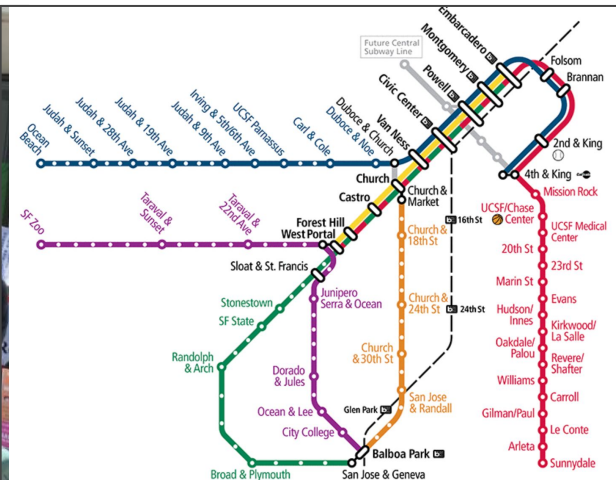 Future Central
Subway Line
Embarcadero
Montgomery
Powell
Civic Center
Van Ness
Folsom
Brannan
2nd & King
4th & King
Ocean
Beach
Judah & Sunset
Judah & 28th Ave
Judah & 19th Ave
Judah & 9th Ave
Irving & 5th/6th Ave
UCSF Parnassus
Carl & Cole
Duboce & Noe
Duboce & Church
Church
Church &
Market
Castro
Forest Hill
West Portal
SF Zoo
Taraval &
Sunset
Taraval &
22nd Ave
Sloat & St. Francis
Stonestown
SF State
Randolph
& Arch
Broad & Plymouth
Junipero
Serra & Ocean
Dorado
& Jules
Ocean & Lee
City College
Church &
18th St
Church &
24th St
Church
& 30th St
San Jose
& Randall
Glen Park
Balboa Park
San Jose & Geneva
16th St
24th St
Mission Rock
UCSF/Chase
Center
UCSF Medical
Center
20th St
23rd St
Marin St
Evans
Hudson/
Innes
Kirkwood/
La Salle
Oakdale/
Palou
Revere/
Shafter
Williams
Carroll
Gilman/Paul
Le Conte
Arleta
Sunnydale